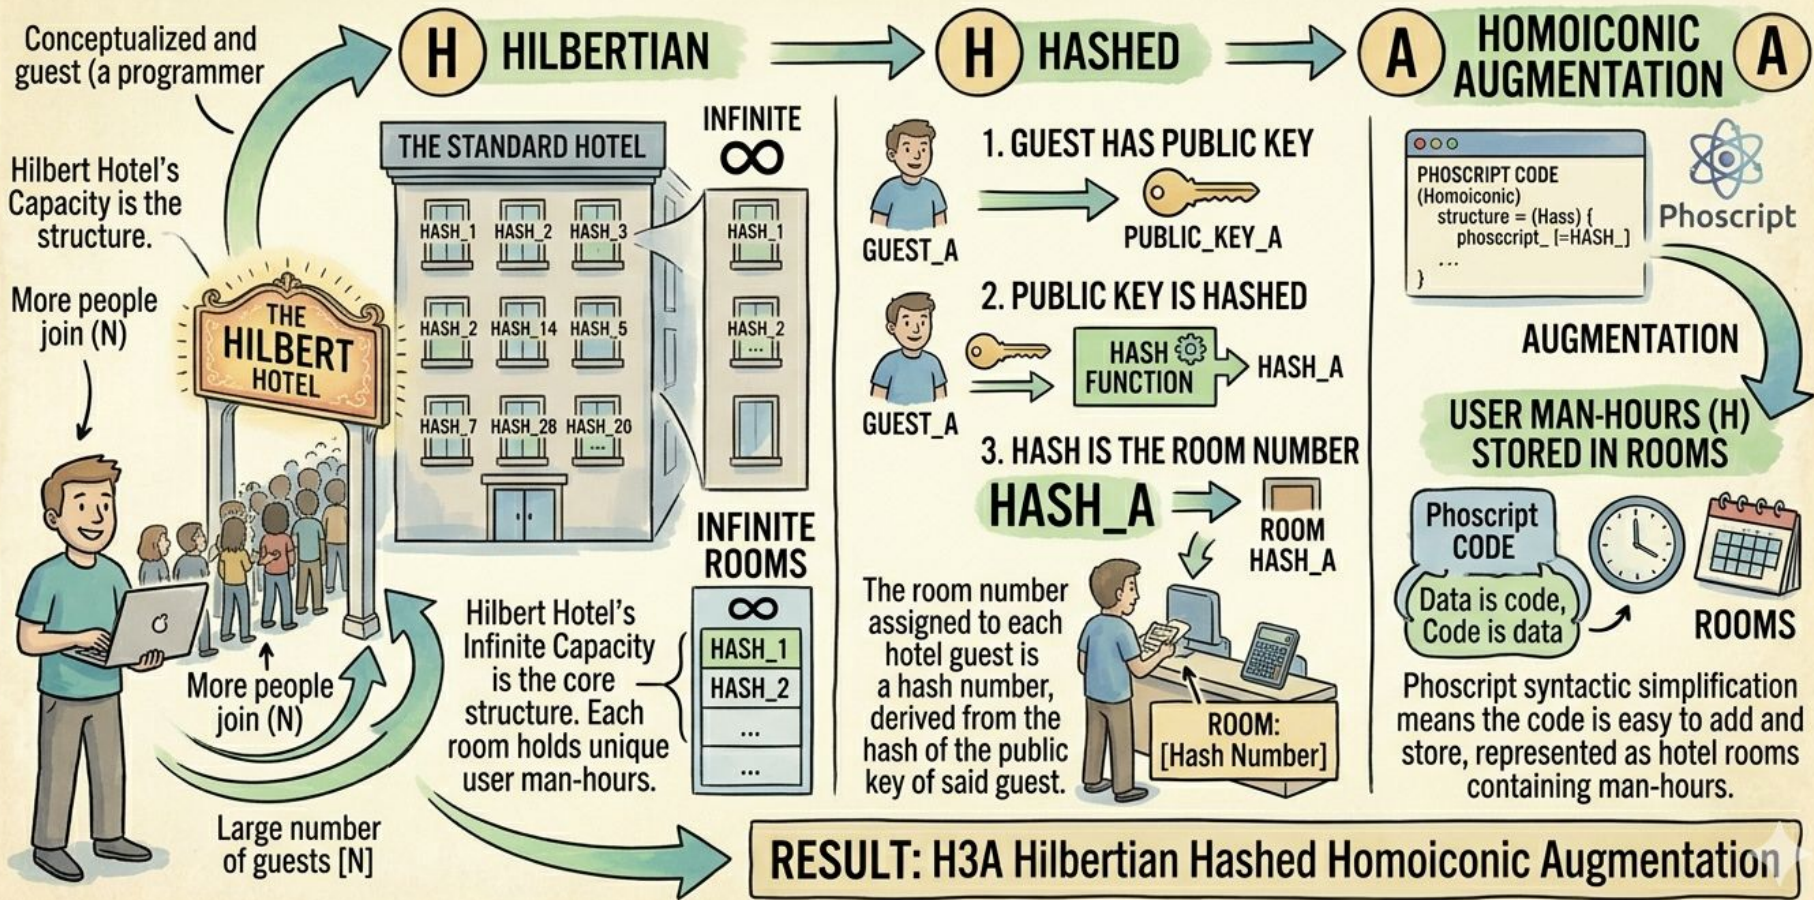 Conceptualized and
guest (a programmer
H
HILBERTIAN
H
HASHED
A
HOMOICONIC
AUGMENTATION
A
Hilbert Hotel's
Capacity is the
structure.
More people
join (N)
THE
HILBERT
HOTEL
More people
join (N)
Large number
of guests [N]
THE STANDARD HOTEL
HASH_1 HASH_2 HASH_3
HASH_2 HASH_14 HASH_5
HASH_7 HASH_28 HASH_20
...
INFINITE
∞
HASH_1
HASH_2
...
INFINITE
ROOMS
∞
HASH_1
HASH_2
...
...
Hilbert Hotel's
Infinite Capacity
is the core
structure. Each
room holds unique
user man-hours.
1. GUEST HAS PUBLIC KEY
GUEST_A
PUBLIC_KEY_A
2. PUBLIC KEY IS HASHED
GUEST_A
HASH
FUNCTION
HASH_A
3. HASH IS THE ROOM NUMBER
HASH_A
ROOM
HASH_A
The room number
assigned to each
hotel guest is
a hash number,
derived from the
hash of the public
key of said guest.
ROOM:
[Hash Number]
PHOSCRIPT CODE
(Homoiconic)
structure = (Hass) {
phosccript_ [=HASH_]
...
}
Phoscript
AUGMENTATION
USER MAN-HOURS (H)
STORED IN ROOMS
Phoscript
CODE
Data is code,
Code is data
ROOMS
Phoscript syntactic simplification
means the code is easy to add and
store, represented as hotel rooms
containing man-hours.
RESULT: H3A Hilbertian Hashed Homoiconic Augmentation